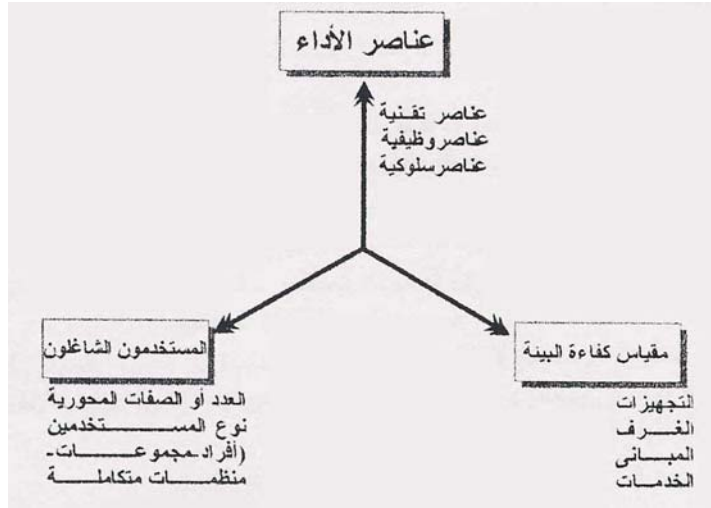 عناصر الأداء
عناصر تقنية
عناصر وظيفية
عناصر سلوكية
المستخدمون الشاغلون
العدد أو الصفات المحورية
نوع المستخدمين
(أفراد-مجموعات-
منظمات متكاملة
مقياس كفاءة البيئة
التجهيزات
الغرف
المبانى
الخدمات